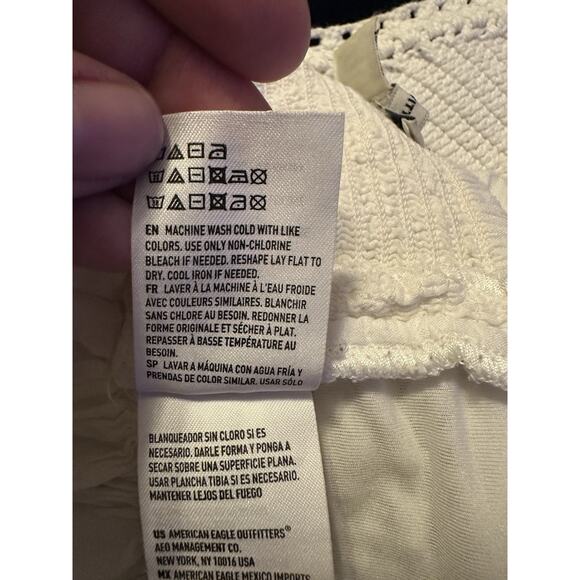 EN MACHINE WASH COLD WITH LIKE
COLORS. USE ONLY NON-CHLORINE
BLEACH IF NEEDED. RESHAPE LAY FLAT TO
DRY. COOL IRON IF NEEDED.
FR LAVER À LA MACHINE À L'EAU FROIDE
AVEC COULEURS SIMILAIRES. BLANCHIR
SANS CHLORE AU BESOIN. REDONNER LA
FORME ORIGINALE ET SÉCHER À PLAT.
REPASSER À BASSE TEMPÉRATURE AU
BESOIN.
SP LAVAR A MÁQUINA CON AGUA FRÍA Y
PRENDAS DE COLOR SIMILAR. USAR SÓLO
BLANQUEADOR SIN CLORO SI ES
NECESARIO. DARLE FORMA Y PONGA A
SECAR SOBRE UNA SUPERFICIE PLANA.
USAR PLANCHA TIBIA SI ES NECESARIO.
MANTENER LEJOS DEL FUEGO
US AMERICAN EAGLE OUTFITTERS®
AEO MANAGEMENT CO.
NEW YORK, NY 10016 USA
MX AMERICAN EAGLE MEXICO IMPORTS